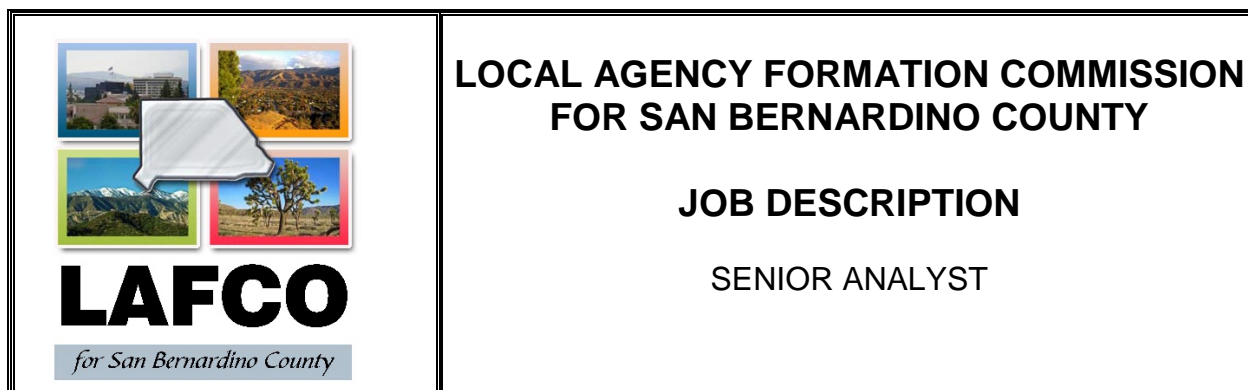 LAFCO
for San Bernardino County
LOCAL AGENCY FORMATION COMMISSION
FOR SAN BERNARDINO COUNTY
JOB DESCRIPTION
SENIOR ANALYST